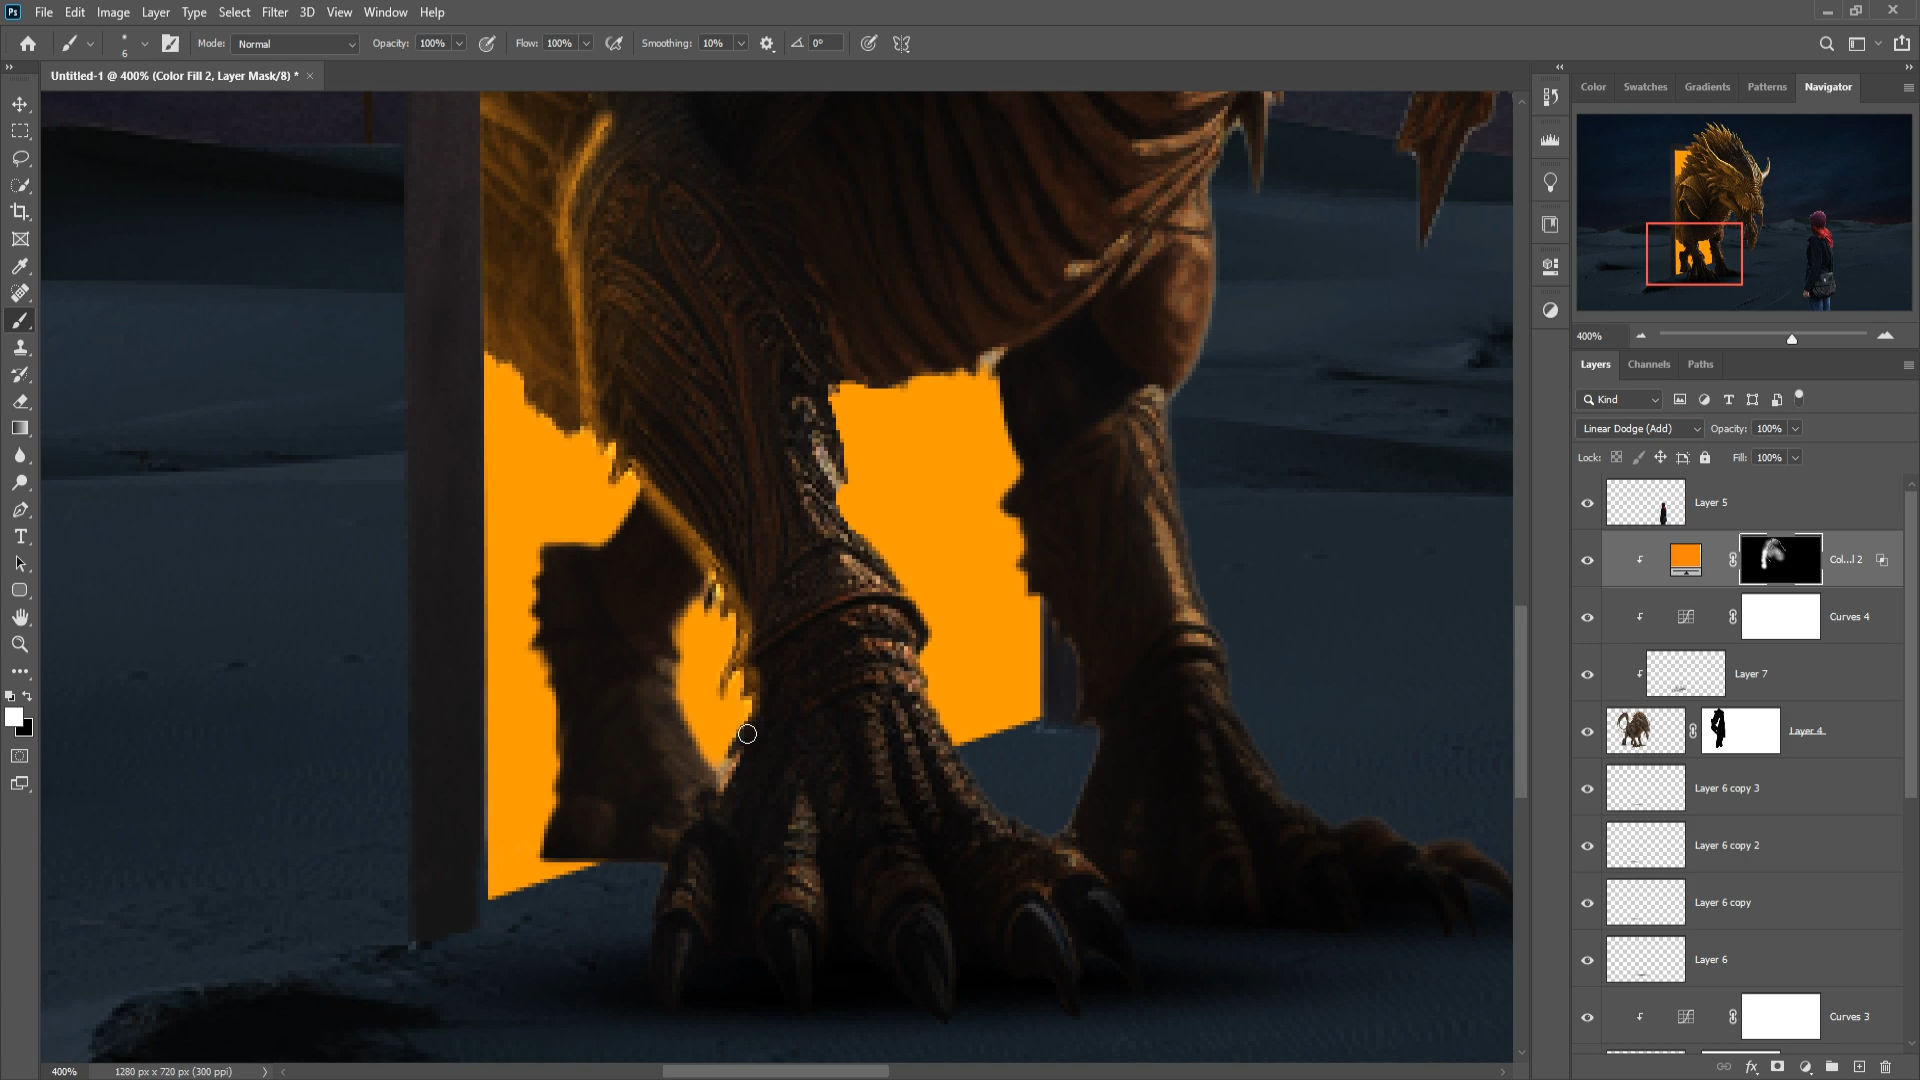 Ps File Edit Image Layer Type Select Filter 3D View Window Help
6 Mode: Normal Opacity: 100% Flow: 100% Smoothing: 10% 0°
Untitled-1 @ 400% (Color Fill 2, Layer Mask/8) * ×
Color Swatches Gradients Patterns Navigator
400%
Layers Channels Paths
Kind
Linear Dodge (Add) Opacity: 100%
Lock: Fill: 100%
Layer 5
Col...l 2
Curves 4
Layer 7
Layer 4
Layer 6 copy 3
Layer 6 copy 2
Layer 6 copy
Layer 6
Curves 3
400% 1280 px x 720 px (300 ppi)